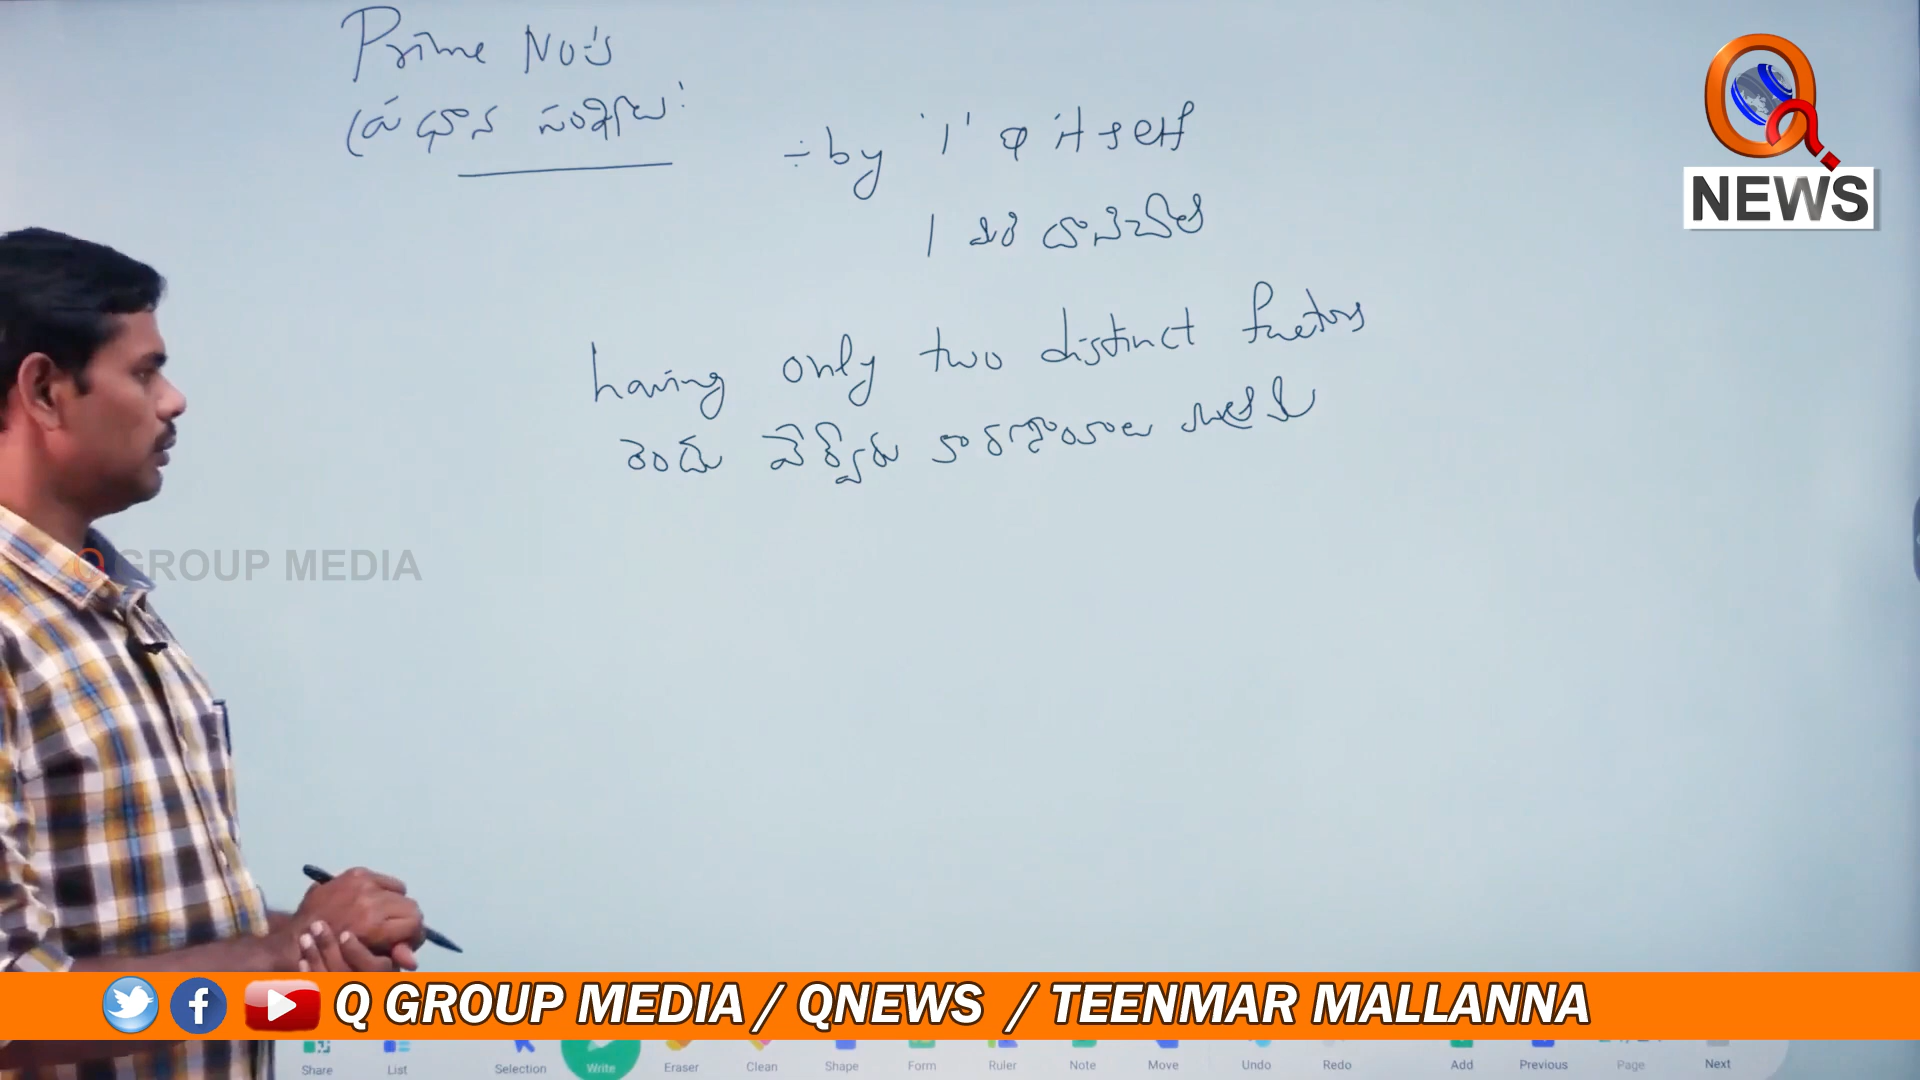 Prime No's
ప్రధాన సంఖ్యలు:
÷ by '1' & itself
1 మరి దానిచేత
having only two distinct factors
రెండు వేర్వేరు కారణాంకాలు
Q NEWS
Q GROUP MEDIA
Q GROUP MEDIA / QNEWS / TEENMAR MALLANNA
Share List Selection Write Eraser Clean Shape Form Ruler Note Move Undo Redo Add Previous Page Next